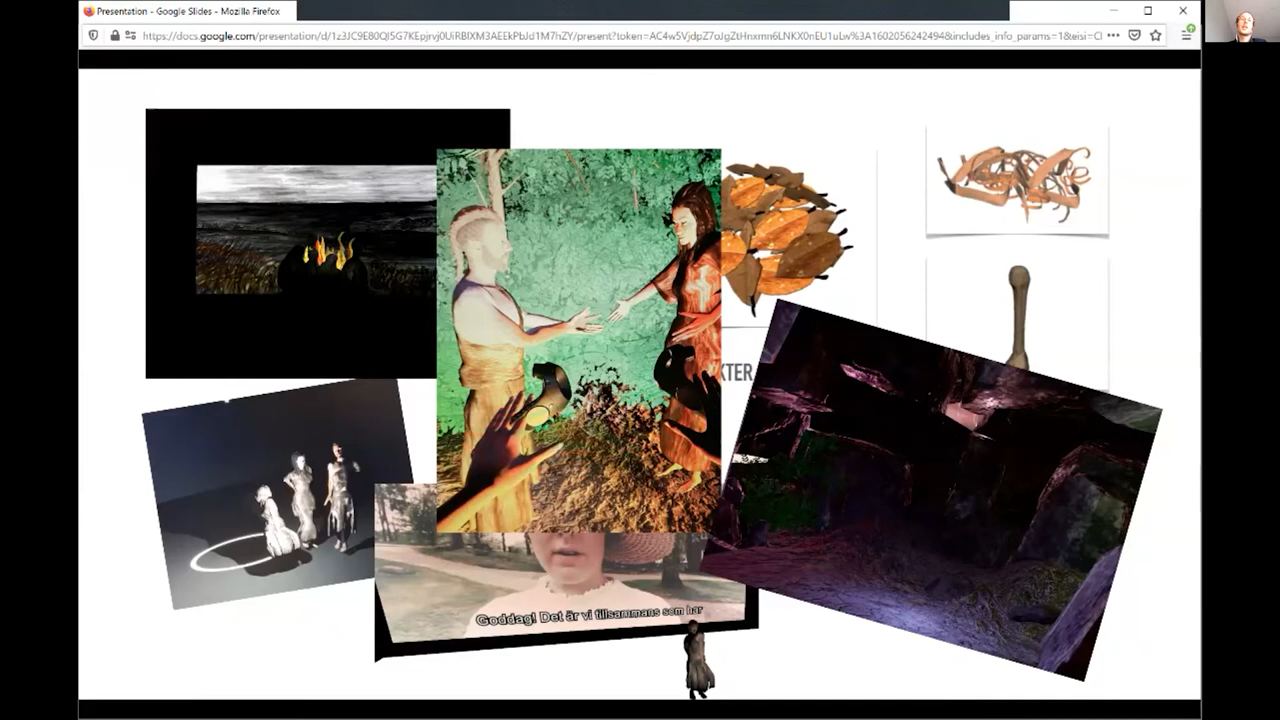 Presentation - Google Slides - Mozilla Firefox
https://docs.google.com/presentation/d/1z3JC9E80QI5G7KEpjrvj0UiRBIXM3AEEkPbJd1M7hZY/present?token=AC4w5VjdpZ7oJgZtHnxmn6LNKX0nEU1uLw%3A1602056242494&includes_info_params=1&eisi=CI
KTER
Goddag! Det är vi tillsammans som har